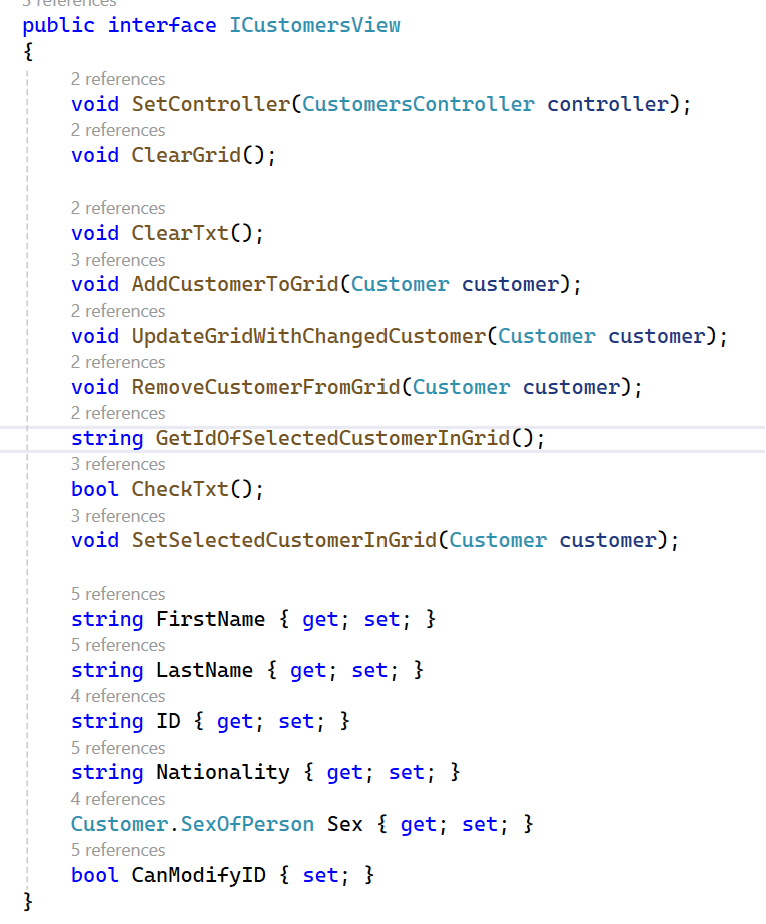 3 references
public interface ICustomersView
{
2 references
void SetController(CustomersController controller);
2 references
void ClearGrid();
2 references
void ClearTxt();
3 references
void AddCustomerToGrid(Customer customer);
2 references
void UpdateGridWithChangedCustomer(Customer customer);
2 references
void RemoveCustomerFromGrid(Customer customer);
2 references
string GetIdOfSelectedCustomerInGrid();
3 references
bool CheckTxt();
3 references
void SetSelectedCustomerInGrid(Customer customer);
5 references
string FirstName { get; set; }
5 references
string LastName { get; set; }
4 references
string ID { get; set; }
5 references
string Nationality { get; set; }
4 references
Customer.SexOfPerson Sex { get; set; }
5 references
bool CanModifyID { set; }
}